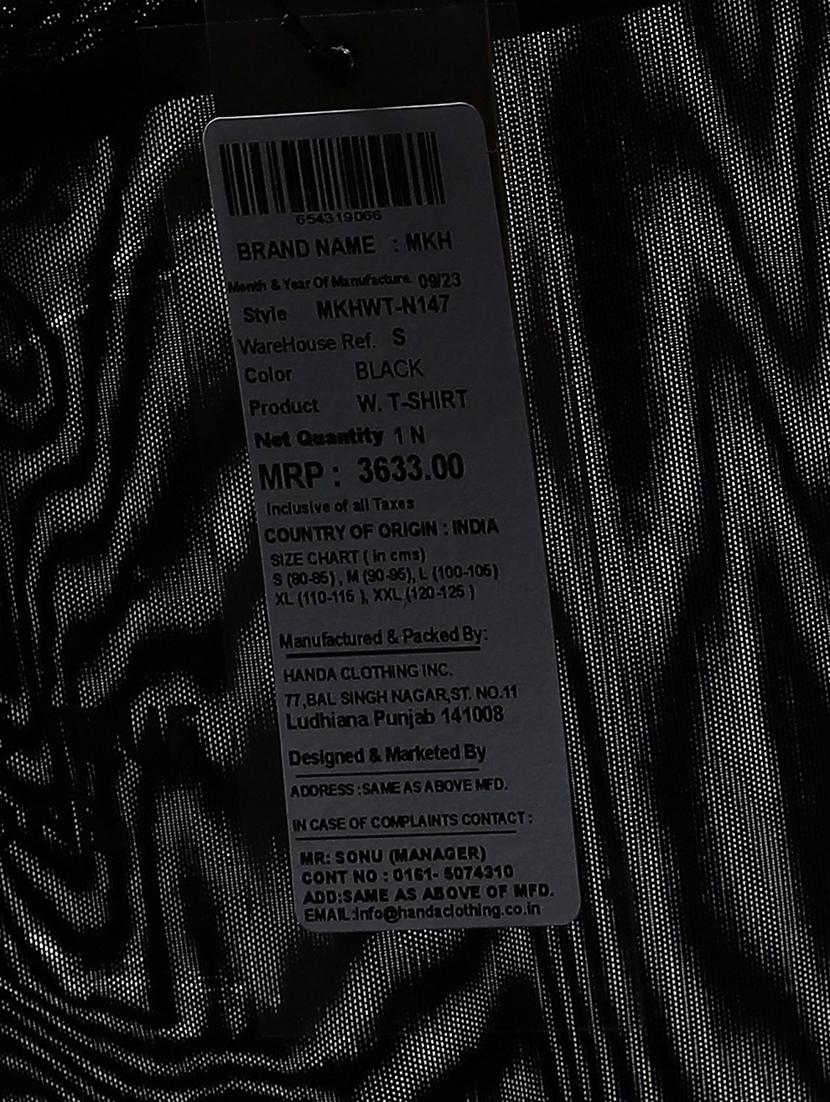 654319066
BRAND NAME : MKH
Month & Year Of Manufacture. 09/23
Style MKHWT-N147
WareHouse Ref. S
Color BLACK
Product W. T-SHIRT
Net Quantity 1 N
MRP : 3633.00
Inclusive of all Taxes
COUNTRY OF ORIGIN : INDIA
SIZE CHART ( in cms)
S (80-85) , M (90-95), L (100-105)
XL (110-115 ), XXL (120-125 )
Manufactured & Packed By:
HANDA CLOTHING INC.
77,BAL SINGH NAGAR,ST. NO.11
Ludhiana Punjab 141008
Designed & Marketed By
ADDRESS :SAME AS ABOVE MFD.
IN CASE OF COMPLAINTS CONTACT :
MR: SONU (MANAGER)
CONT NO : 0161- 5074310
ADD:SAME AS ABOVE OF MFD.
EMAIL:info@handaclothing.co.in